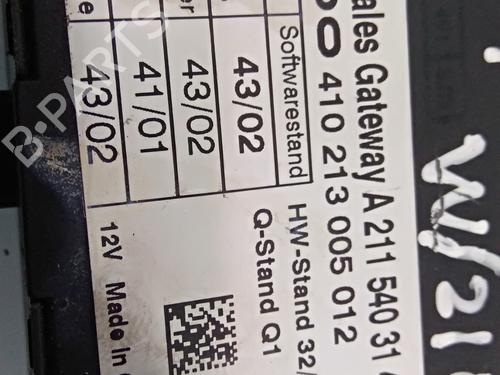 ales Gateway A 211 540 31
410 213 005 012
Softwarestand
HW-Stand 32/
43/02
Q-Stand Q1
43/02
41/01
43/02
12V Made In
W/21
B-PARTS